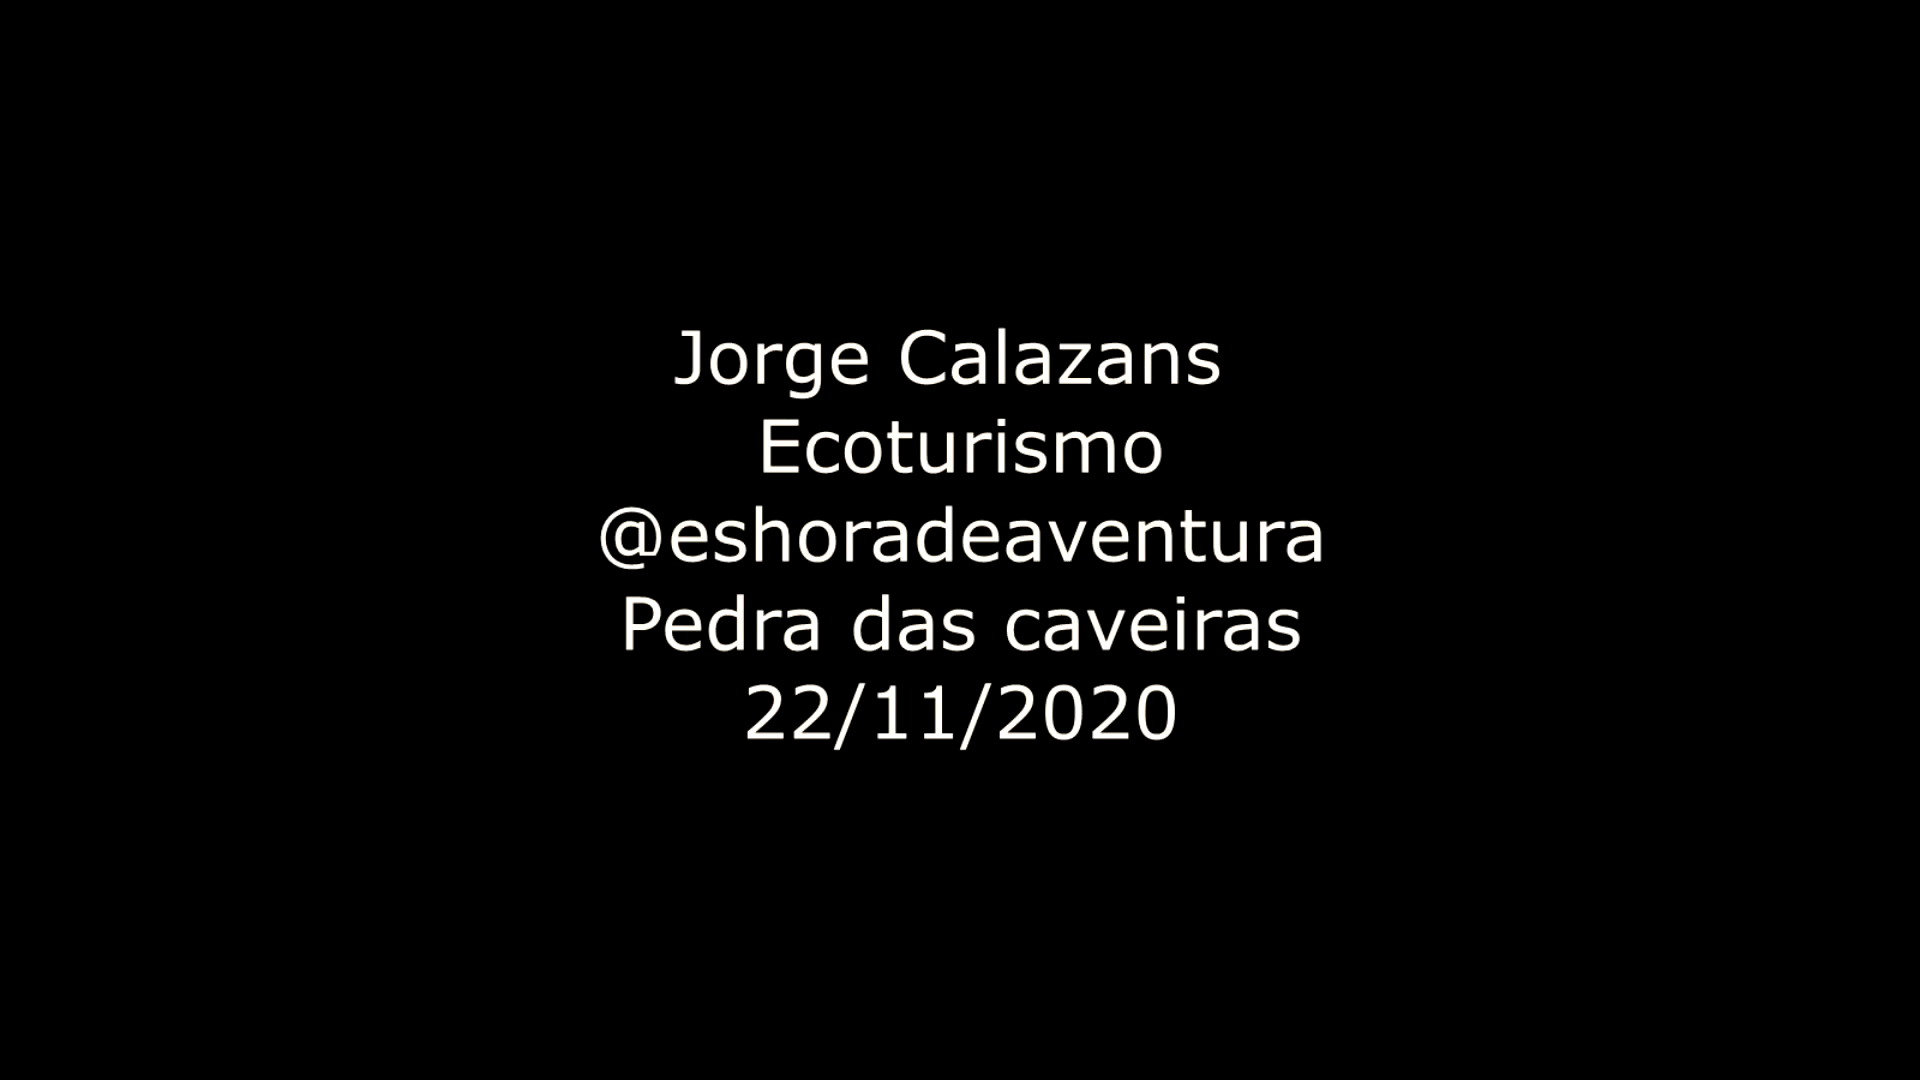 Jorge Calazans
Ecoturismo
@eshoradeaventura
Pedra das caveiras
22/11/2020